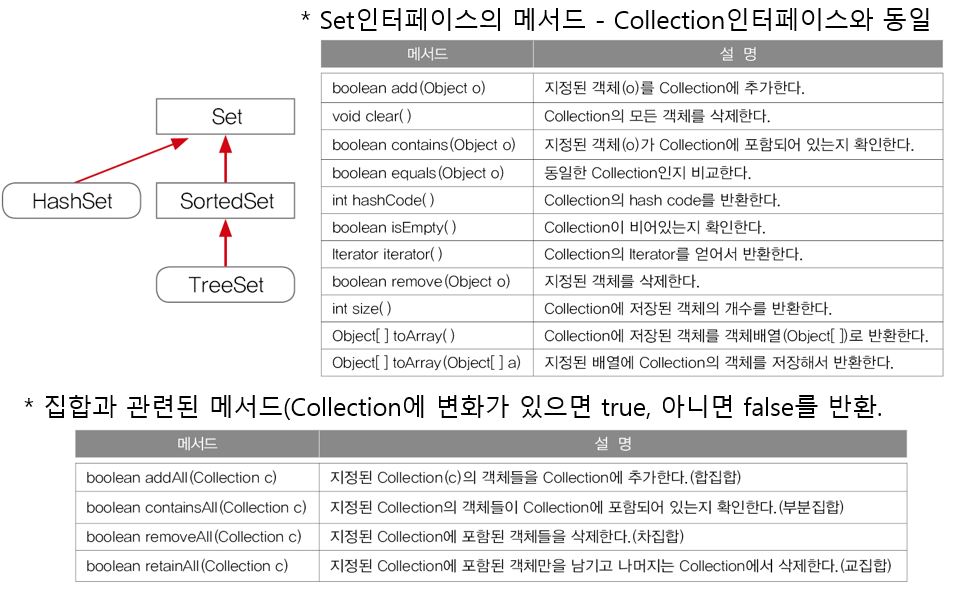 * Set인터페이스의 메서드 - Collection인터페이스와 동일
Set
HashSet
SortedSet
TreeSet
메서드 설 명
boolean add(Object o) 지정된 객체(o)를 Collection에 추가한다.
void clear( ) Collection의 모든 객체를 삭제한다.
boolean contains(Object o) 지정된 객체(o)가 Collection에 포함되어 있는지 확인한다.
boolean equals(Object o) 동일한 Collection인지 비교한다.
int hashCode( ) Collection의 hash code를 반환한다.
boolean isEmpty( ) Collection이 비어있는지 확인한다.
Iterator iterator( ) Collection의 Iterator를 얻어서 반환한다.
boolean remove(Object o) 지정된 객체를 삭제한다.
int size( ) Collection에 저장된 객체의 개수를 반환한다.
Object[ ] toArray( ) Collection에 저장된 객체를 객체배열(Object[ ])로 반환한다.
Object[ ] toArray(Object[ ] a) 지정된 배열에 Collection의 객체를 저장해서 반환한다.
* 집합과 관련된 메서드(Collection에 변화가 있으면 true, 아니면 false를 반환.
메서드 설 명
boolean addAll(Collection c) 지정된 Collection(c)의 객체들을 Collection에 추가한다.(합집합)
boolean containsAll(Collection c) 지정된 Collection의 객체들이 Collection에 포함되어 있는지 확인한다.(부분집합)
boolean removeAll(Collection c) 지정된 Collection에 포함된 객체들을 삭제한다.(차집합)
boolean retainAll(Collection c) 지정된 Collection에 포함된 객체만을 남기고 나머지는 Collection에서 삭제한다.(교집합)